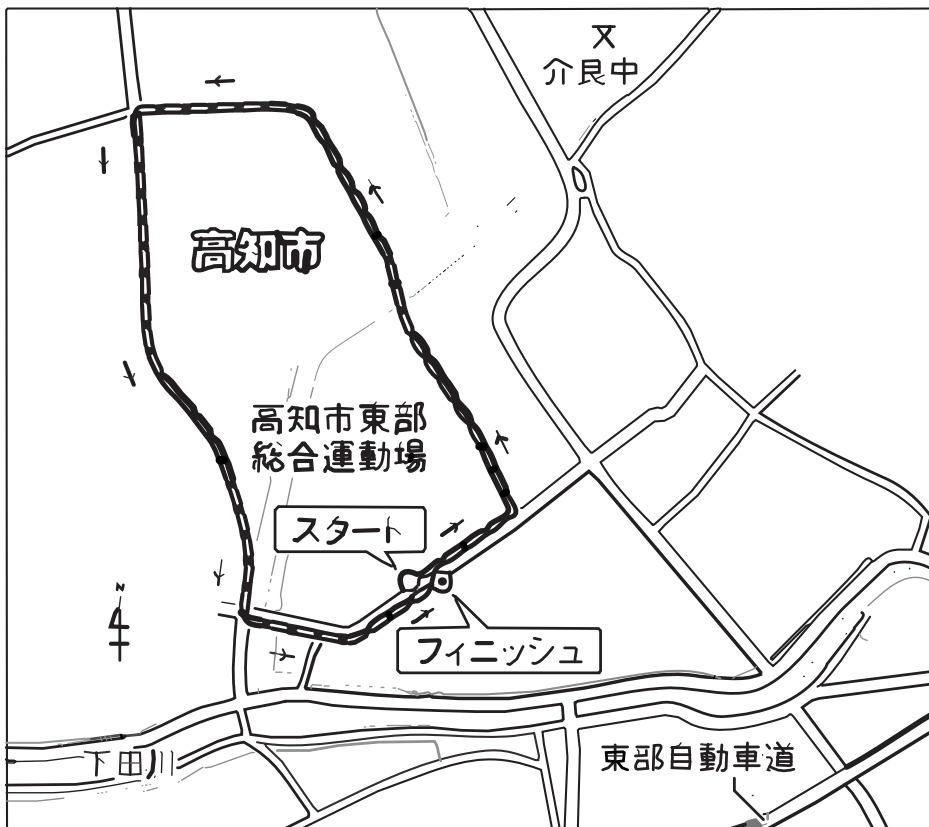 介良中
高知市
高知市東部
総合運動場
スタート
フィニッシュ
N
下田川
東部自動車道